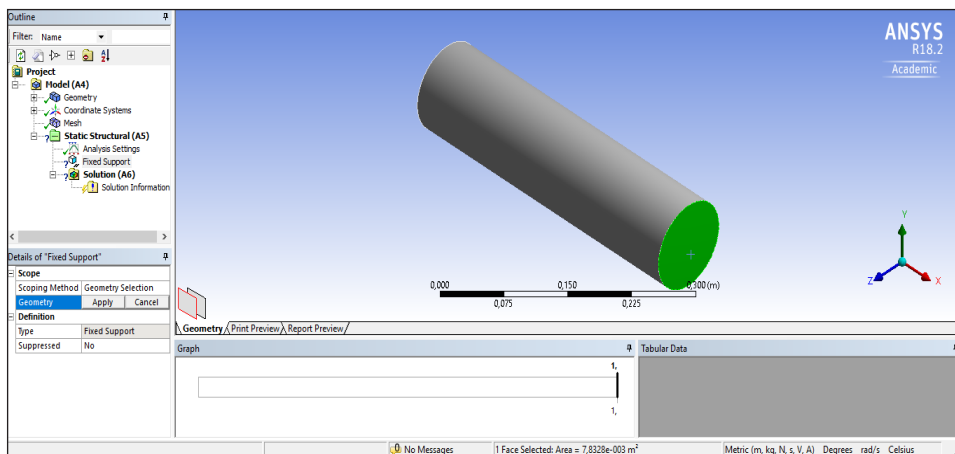 Outline
Filter: Name
Project
Model (A4)
Geometry
Coordinate Systems
Mesh
Static Structural (A5)
Analysis Settings
Fixed Support
Solution (A6)
Solution Information
Details of "Fixed Support"
Scope
Scoping Method Geometry Selection
Geometry Apply Cancel
Definition
Type Fixed Support
Suppressed No
ANSYS
R18.2
Academic
0,000 0,150 0,300 (m)
0,075 0,225
Y
Z X
Geometry Print Preview Report Preview
Graph
1,
1,
Tabular Data
No Messages 1 Face Selected: Area = 7,8328e-003 m² Metric (m, kg, N, s, V, A) Degrees rad/s Celsius